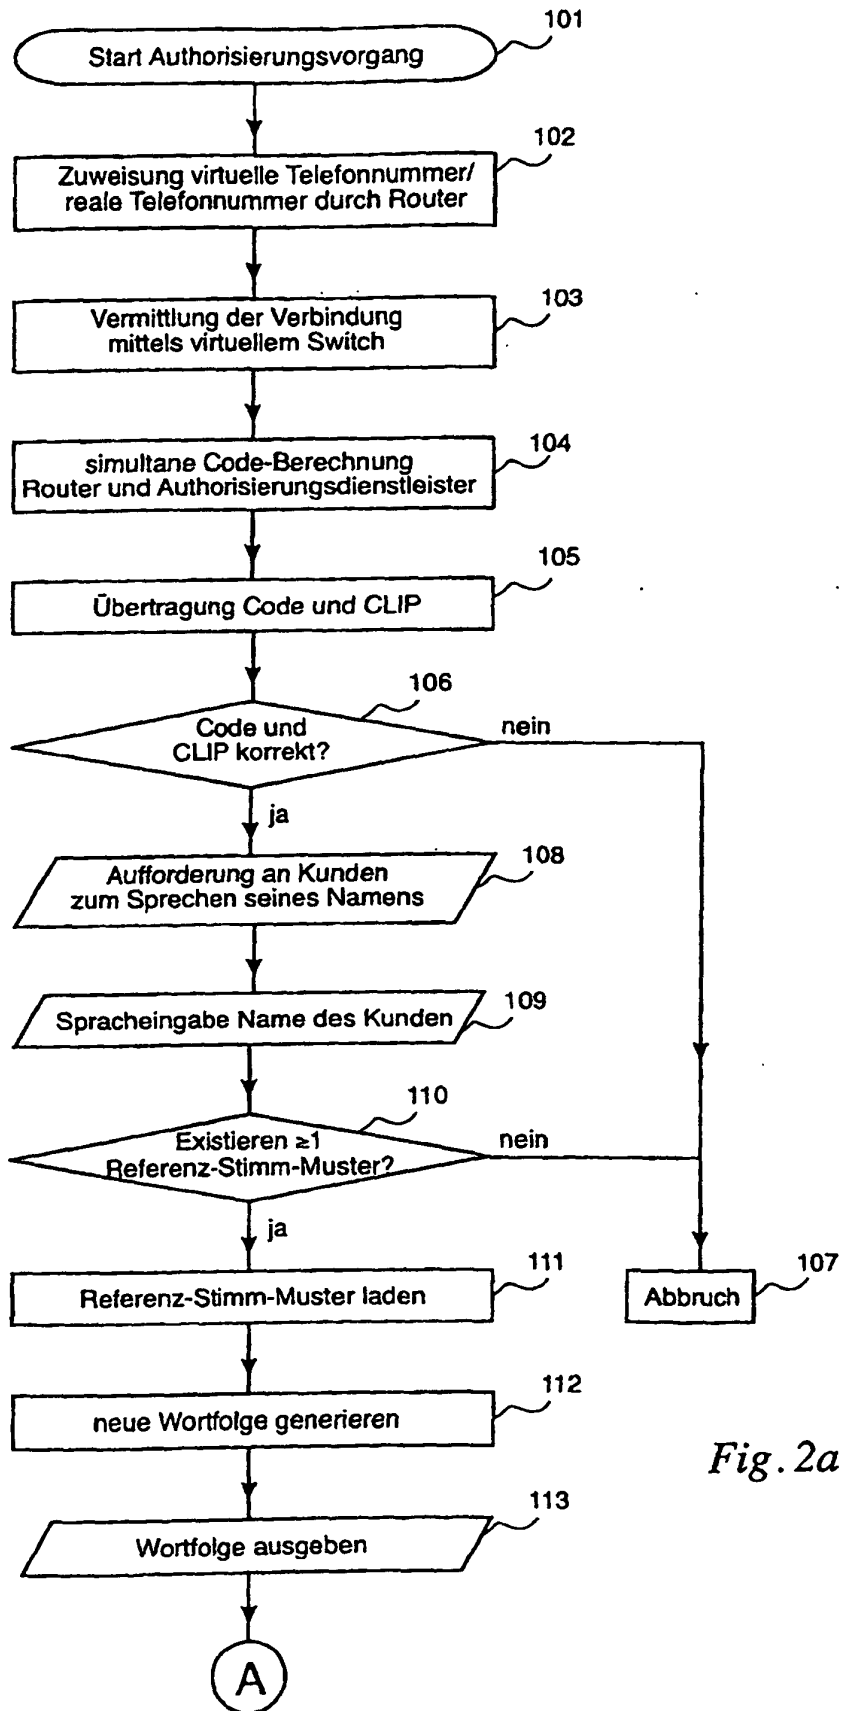 101
Start Authorisierungsvorgang
102
Zuweisung virtuelle Telefonnummer/
reale Telefonnummer durch Router
103
Vermittlung der Verbindung
mittels virtuellem Switch
104
simultane Code-Berechnung
Router und Authorisierungsdienstleister
105
Übertragung Code und CLIP
106
Code und
CLIP korrekt?
nein
ja
108
Aufforderung an Kunden
zum Sprechen seines Namens
109
Spracheingabe Name des Kunden
110
Existieren ≥1
Referenz-Stimm-Muster?
nein
ja
111
Referenz-Stimm-Muster laden
107
Abbruch
112
neue Wortfolge generieren
Fig. 2a
113
Wortfolge ausgeben
A